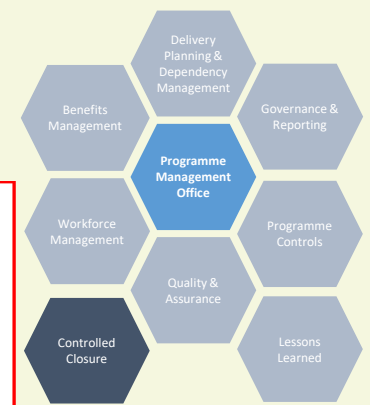 Delivery
Planning &
Dependency
Management
Benefits
Management
Governance &
Reporting
Programme
Management
Office
Workforce
Management
Programme
Controls
Quality &
Assurance
Controlled
Closure
Lessons
Learned